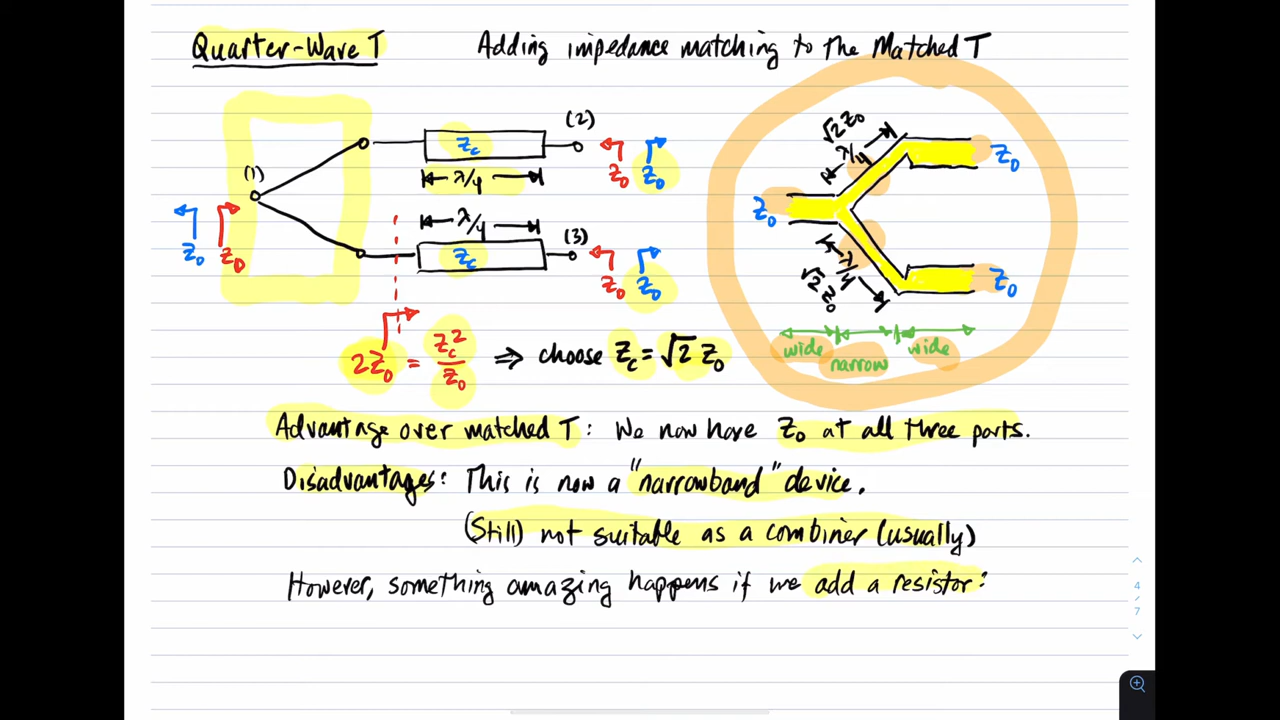 Quarter-Wave T Adding impedance matching to the Matched T
(1)
Z₀
Z₀
Zc
λ/4
(2)
Z₀
Z₀
λ/4
Zc
(3)
Z₀
Z₀
2Z₀ = Zc²/Z₀ ⇒ choose Zc = √2 Z₀
√2 Z₀
λ/4
Z₀
Z₀
λ/4
√2 Z₀
Z₀
wide narrow wide
Advantage over matched T: We now have Z₀ at all three ports.
Disadvantages: This is now a "narrowband" device.
(Still) not suitable as a combiner (usually)
However, something amazing happens if we add a resistor:
4
/
7